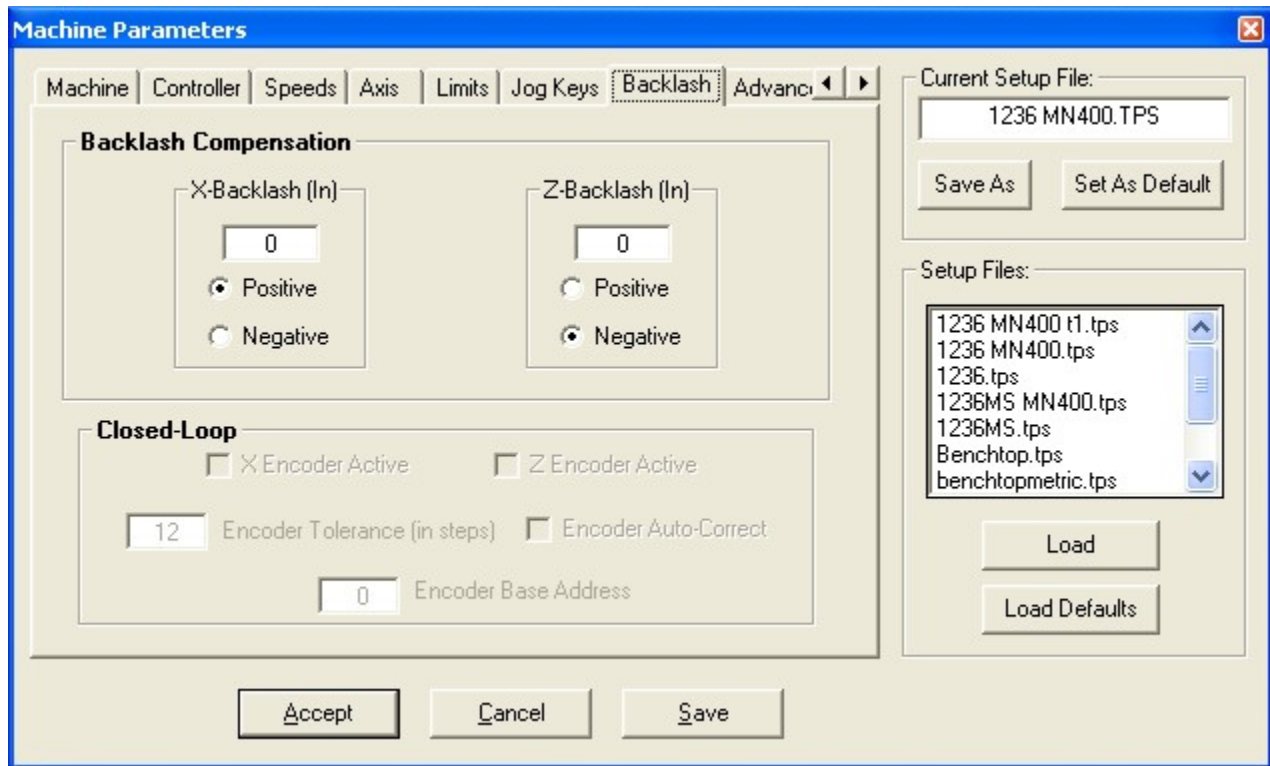 Machine Parameters
Machine Controller Speeds Axis Limits Jog Keys Backlash Advanc
Backlash Compensation
X-Backlash (In)
0
Positive
Negative
Z-Backlash (In)
0
Positive
Negative
Closed-Loop
X Encoder Active
Z Encoder Active
12 Encoder Tolerance (in steps)
Encoder Auto-Correct
0 Encoder Base Address
Current Setup File:
1236 MN400.TPS
Save As
Set As Default
Setup Files:
1236 MN400 t1.tps
1236 MN400.tps
1236.tps
1236MS MN400.tps
1236MS.tps
Benchtop.tps
benchtopmetric.tps
Load
Load Defaults
Accept
Cancel
Save